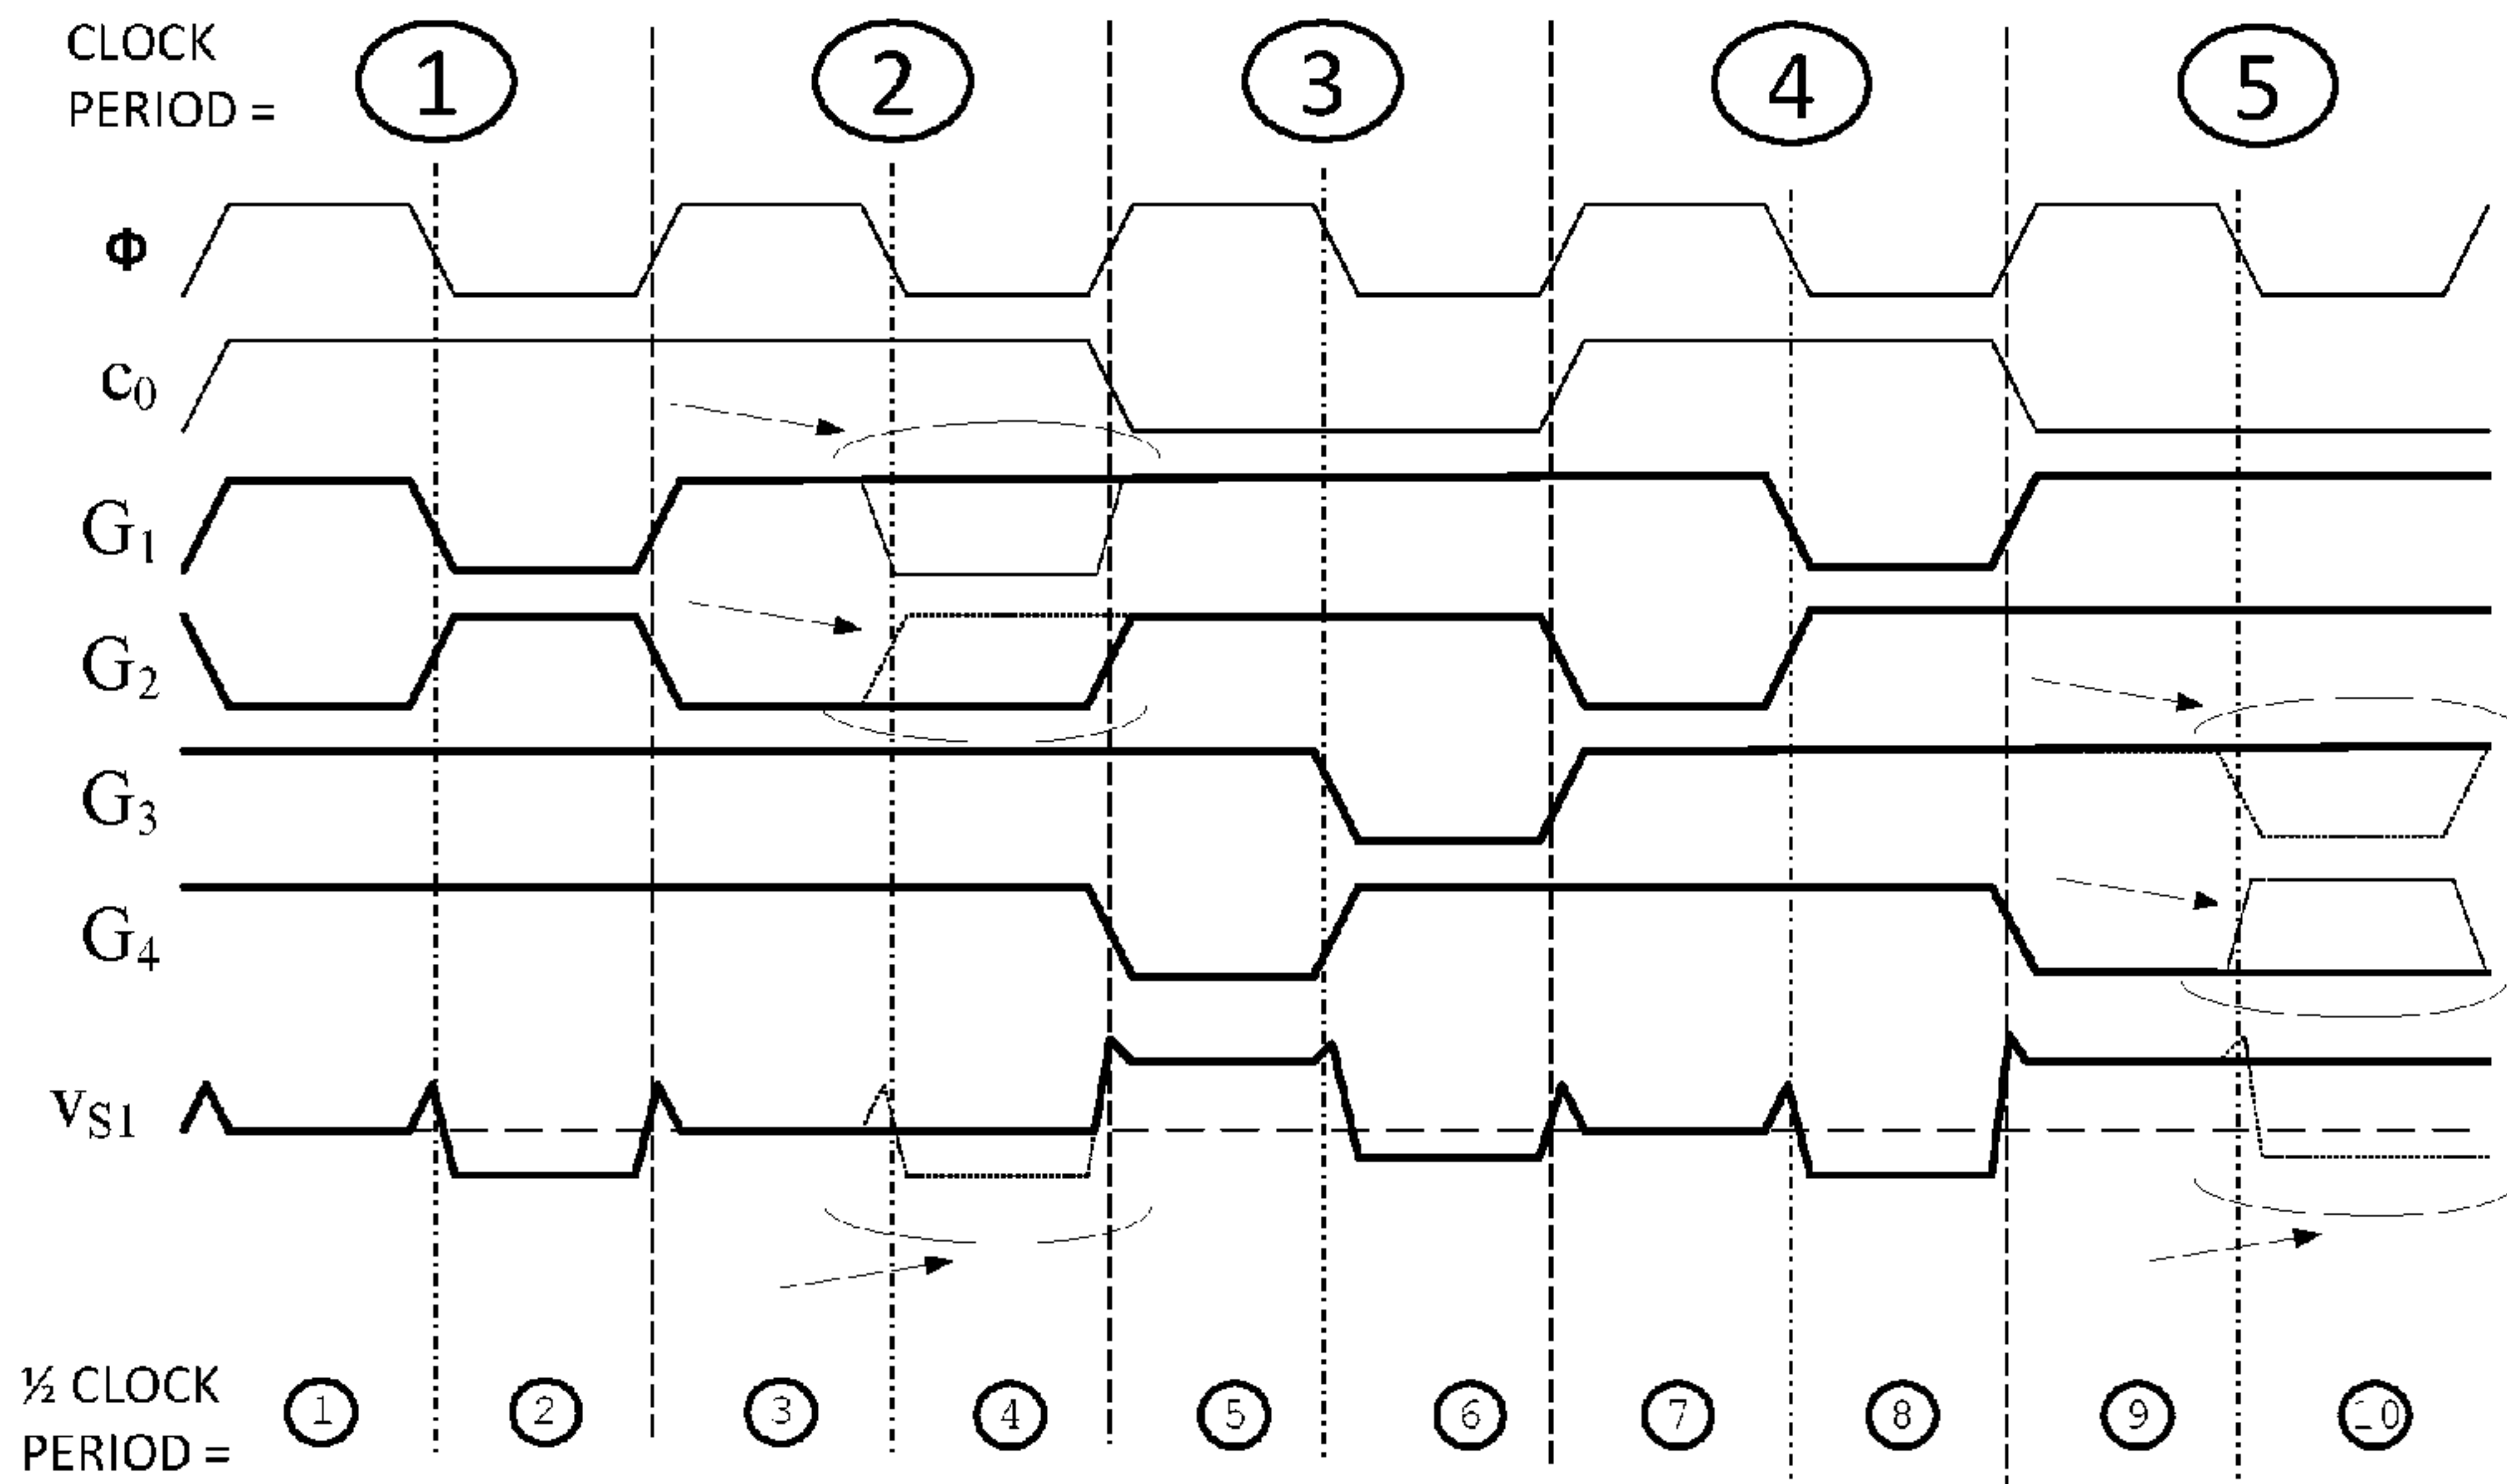 CLOCK
PERIOD =
1 2 3 4 5
Φ
c0
G1
G2
G3
G4
vS1
½ CLOCK
PERIOD =
1 2 3 4 5 6 7 8 9 10